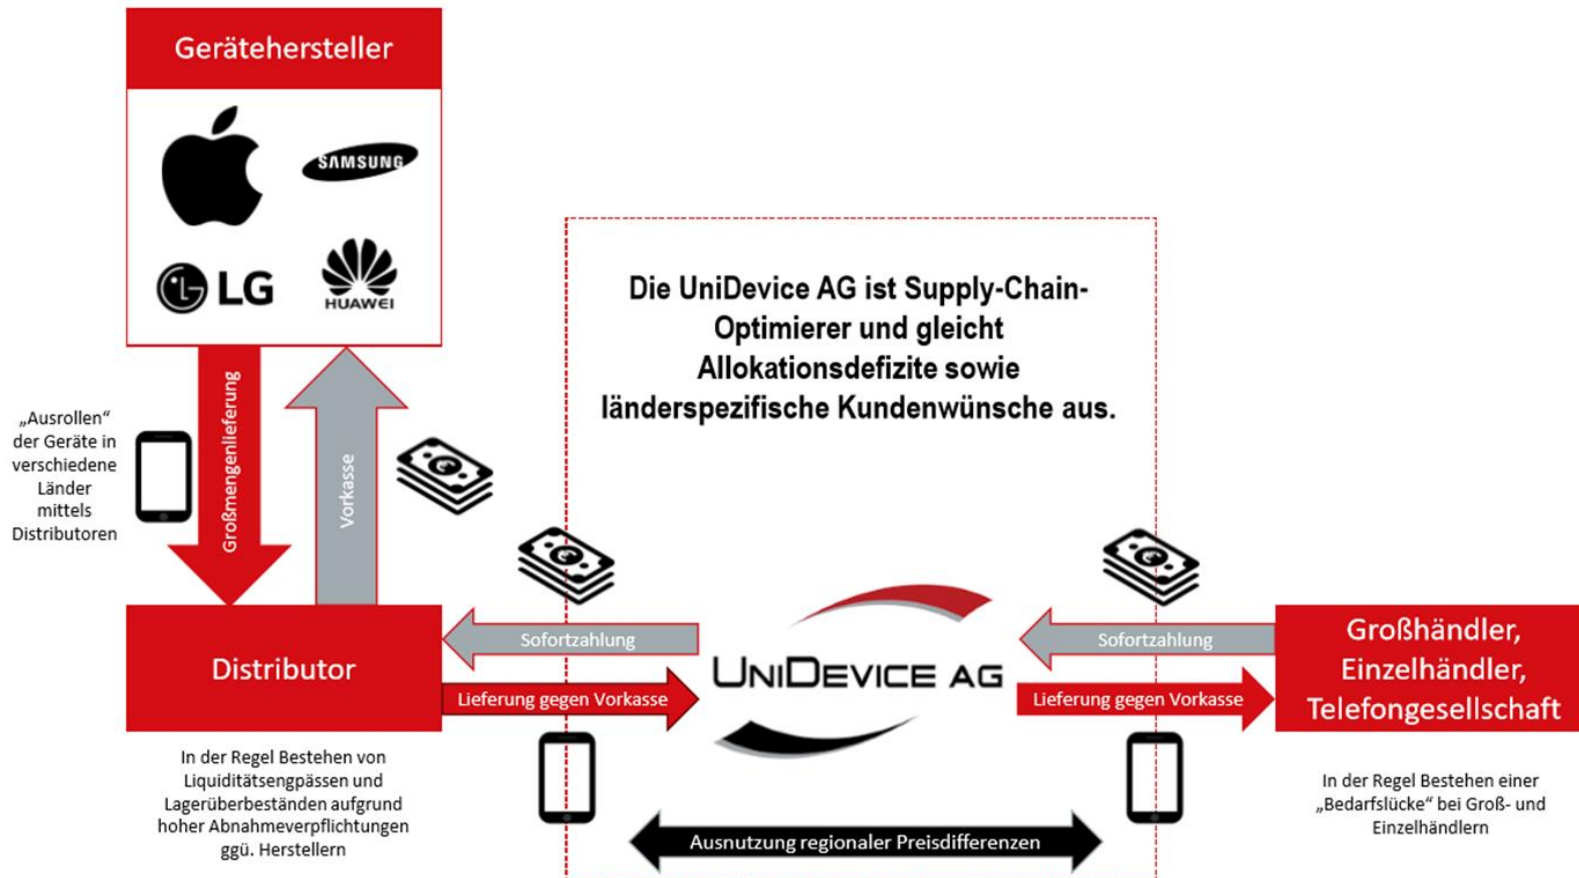 Gerätehersteller
SAMSUNG
LG
HUAWEI
Die UniDevice AG ist Supply-Chain-
Optimierer und gleicht
Allokationsdefizite sowie
länderspezifische Kundenwünsche aus.
„Ausrollen“
der Geräte in
verschiedene
Länder
mittels
Distributoren
Großmengenlieferung
Vorkasse
Distributor
Sofortzahlung
Lieferung gegen Vorkasse
UNIDEVICE AG
Sofortzahlung
Lieferung gegen Vorkasse
Großhändler,
Einzelhändler,
Telefongesellschaft
In der Regel Bestehen von
Liquiditätsengpässen und
Lagerüberbeständen aufgrund
hoher Abnahmeverpflichtungen
ggü. Herstellern
Ausnutzung regionaler Preisdifferenzen
In der Regel Bestehen einer
„Bedarfslücke“ bei Groß- und
Einzelhändlern